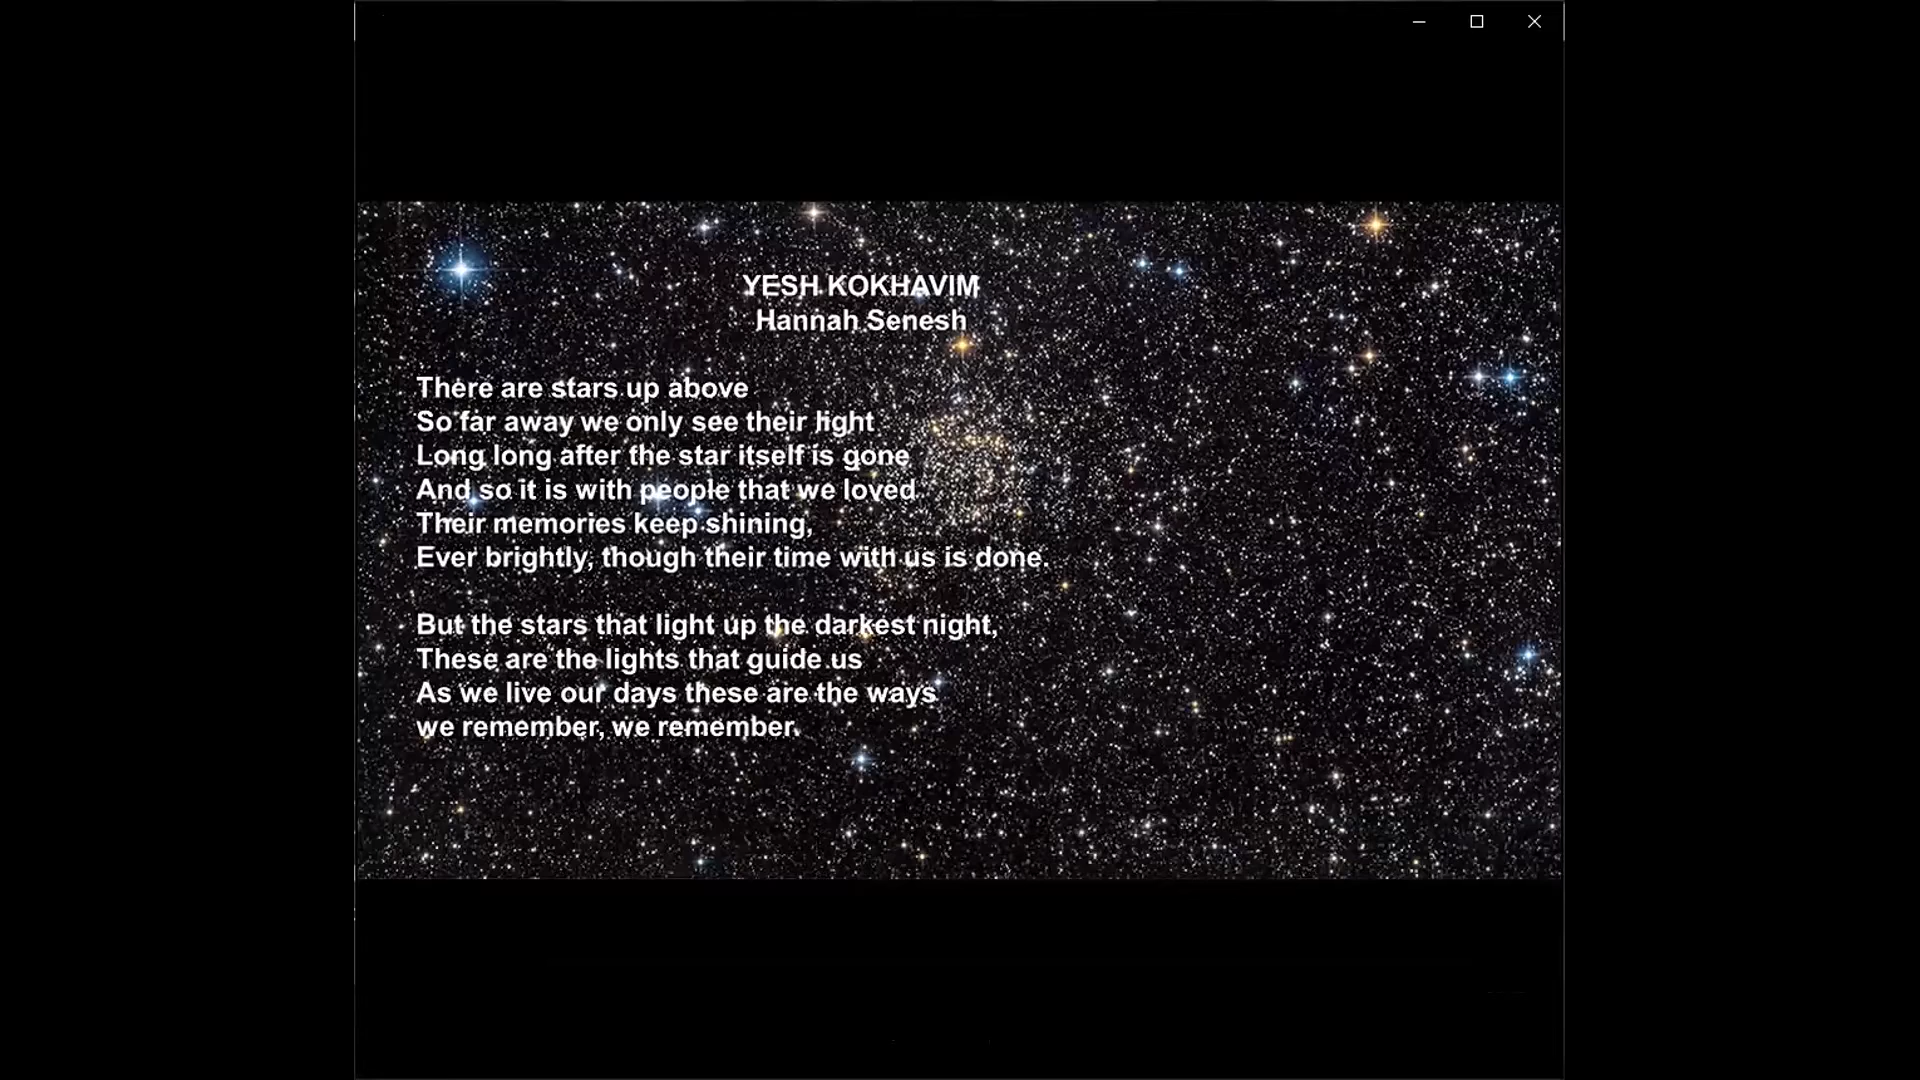 YESH KOKHAVIM
Hannah Senesh
There are stars up above
So far away we only see their light
Long long after the star itself is gone
And so it is with people that we loved
Their memories keep shining,
Ever brightly, though their time with us is done.
But the stars that light up the darkest night,
These are the lights that guide us
As we live our days these are the ways
we remember, we remember.